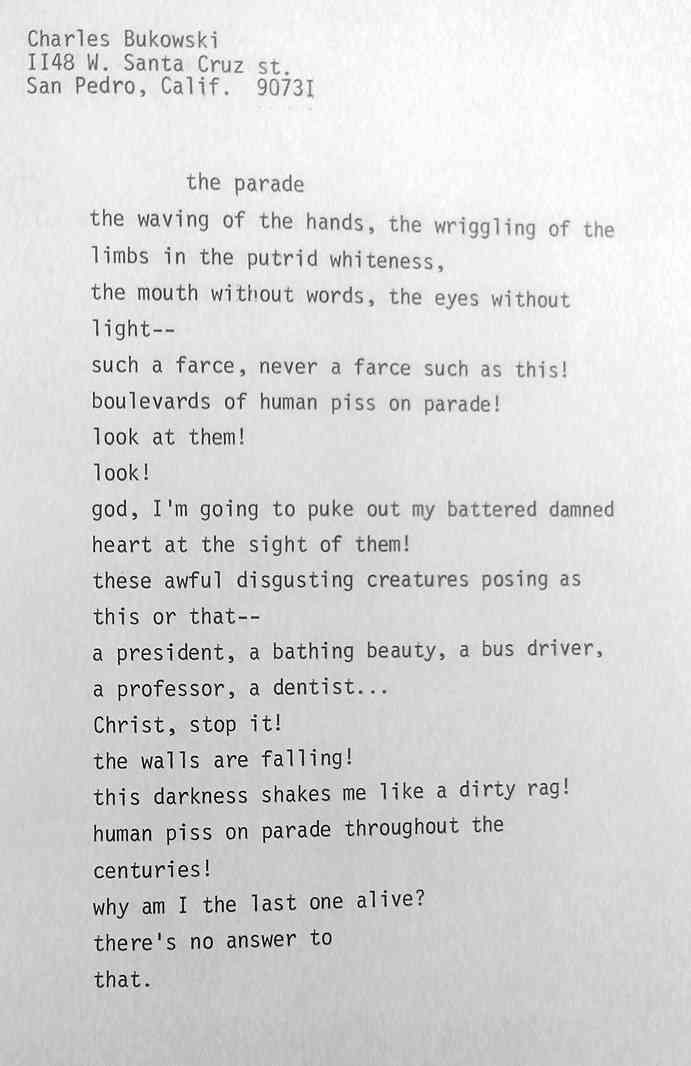 Charles Bukowski
II48 W. Santa Cruz st.
San Pedro, Calif. 9073I
the parade
the waving of the hands, the wriggling of the
limbs in the putrid whiteness,
the mouth without words, the eyes without
light--
such a farce, never a farce such as this!
boulevards of human piss on parade!
look at them!
look!
god, I'm going to puke out my battered damned
heart at the sight of them!
these awful disgusting creatures posing as
this or that--
a president, a bathing beauty, a bus driver,
a professor, a dentist...
Christ, stop it!
the walls are falling!
this darkness shakes me like a dirty rag!
human piss on parade throughout the
centuries!
why am I the last one alive?
there's no answer to
that.